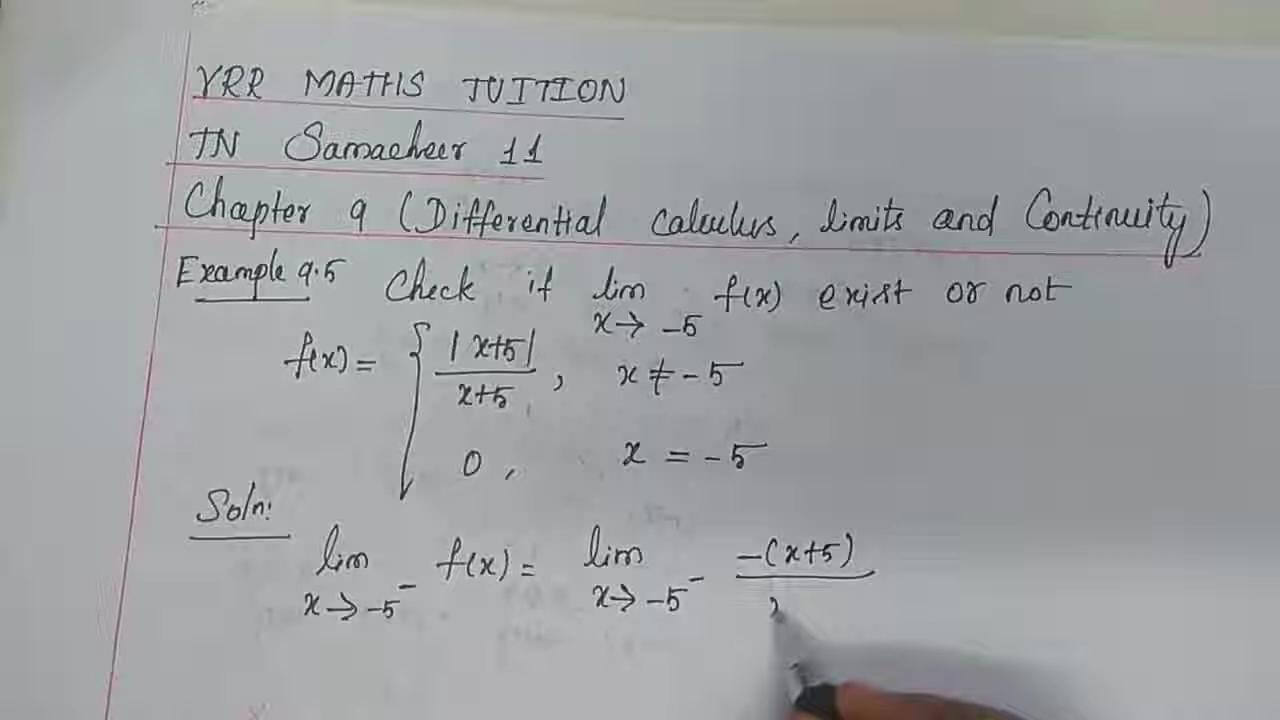 YRR MATHS TUITION
TN Samacheer 11
Chapter 9 (Differential Calculus, limits and Continuity)
Example 9.5 Check if lim x→ -5 f(x) exist or not
f(x) = { |x+5| / x+5 , x ≠ -5
0 , x = -5
Soln:
lim x→ -5⁻ f(x) = lim x→ -5⁻ -(x+5)